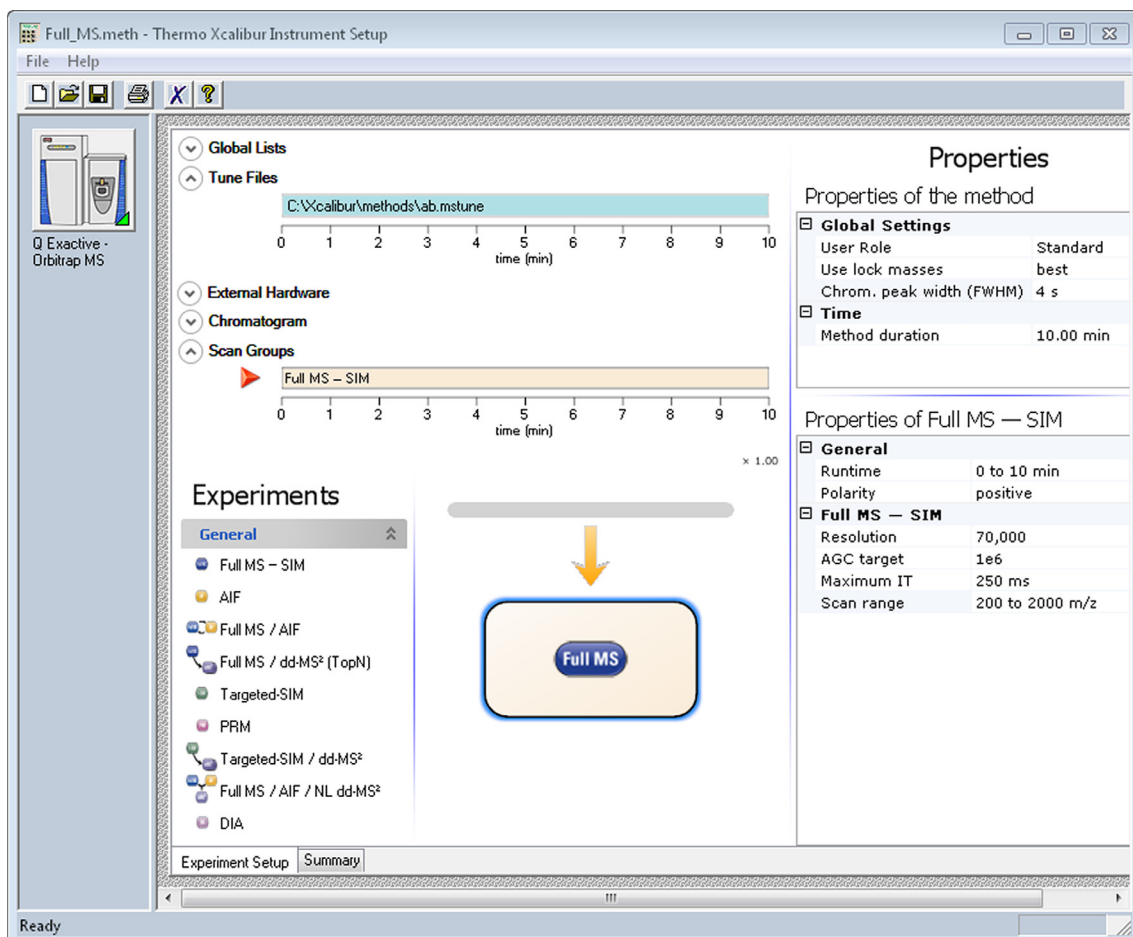 Full_MS.meth - Thermo Xcalibur Instrument Setup
File Help
Q Exactive -
Orbitrap MS
Global Lists
Tune Files
C:\Xcalibur\methods\ab.mstune
0 1 2 3 4 5 6 7 8 9 10
time (min)
External Hardware
Chromatogram
Scan Groups
Full MS – SIM
0 1 2 3 4 5 6 7 8 9 10
time (min)
× 1.00
Experiments
General
Full MS – SIM
AIF
Full MS / AIF
Full MS / dd-MS² (TopN)
Targeted-SIM
PRM
Targeted-SIM / dd-MS²
Full MS / AIF / NL dd-MS²
DIA
Full MS
Experiment Setup Summary
Properties
Properties of the method
Global Settings
User Role Standard
Use lock masses best
Chrom. peak width (FWHM) 4 s
Time
Method duration 10.00 min
Properties of Full MS — SIM
General
Runtime 0 to 10 min
Polarity positive
Full MS — SIM
Resolution 70,000
AGC target 1e6
Maximum IT 250 ms
Scan range 200 to 2000 m/z
Ready